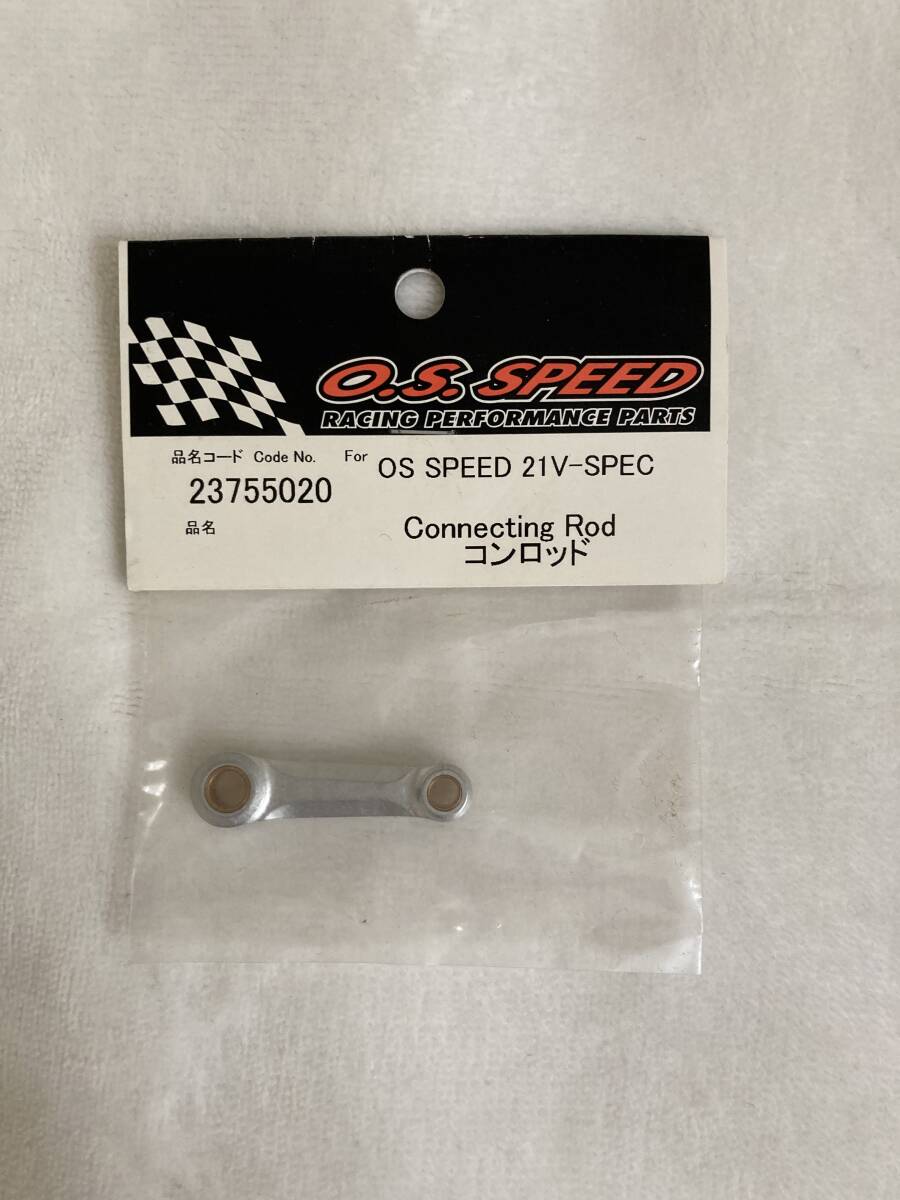 O.S. SPEED
RACING PERFORMANCE PARTS
品名コード Code No. For OS SPEED 21V-SPEC
23755020
品名 Connecting Rod
コンロッド